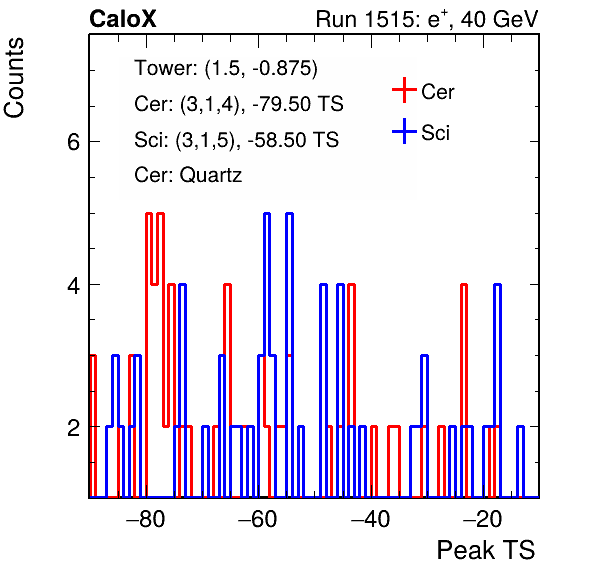 CaloX Run 1515: e+, 40 GeV
Counts
Tower: (1.5, -0.875)
Cer: (3,1,4), -79.50 TS
Sci: (3,1,5), -58.50 TS
Cer: Quartz
Cer
Sci
6
4
2
−80 −60 −40 −20
Peak TS